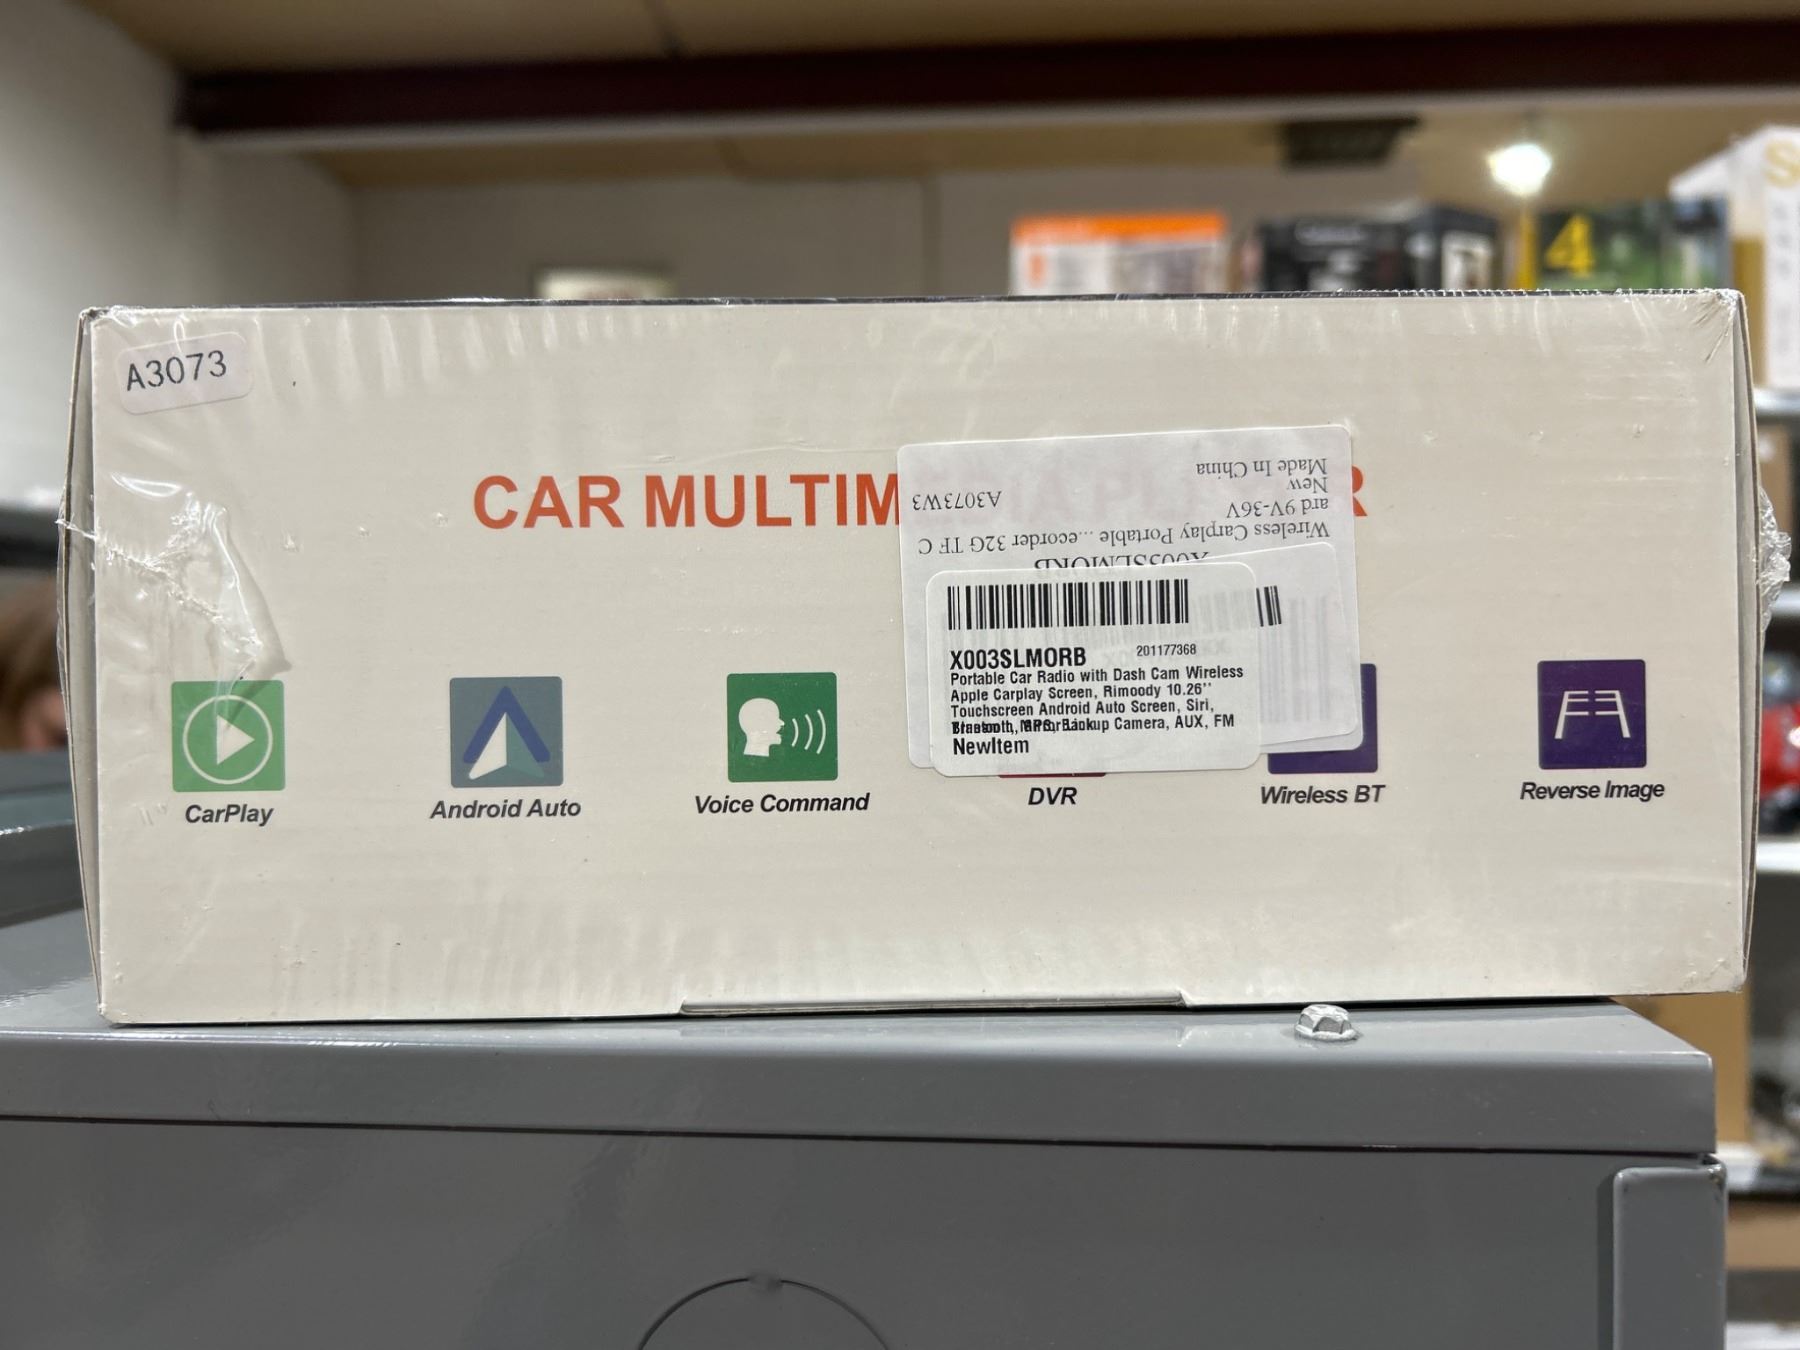 A3073
CAR MULTIM
R
Made In China
New
A3073W3
ard 9V-36V
Wireless Carplay Portable ...ecorder 32G TF C
X003SLMORB
X003SLMORB
201177368
Portable Car Radio with Dash Cam Wireless
Apple Carplay Screen, Rimoody 10.26''
Touchscreen Android Auto Screen, Siri,
Camera, AUX, FM
NewItem
CarPlay
Android Auto
Voice Command
DVR
Wireless BT
Reverse Image
4
S